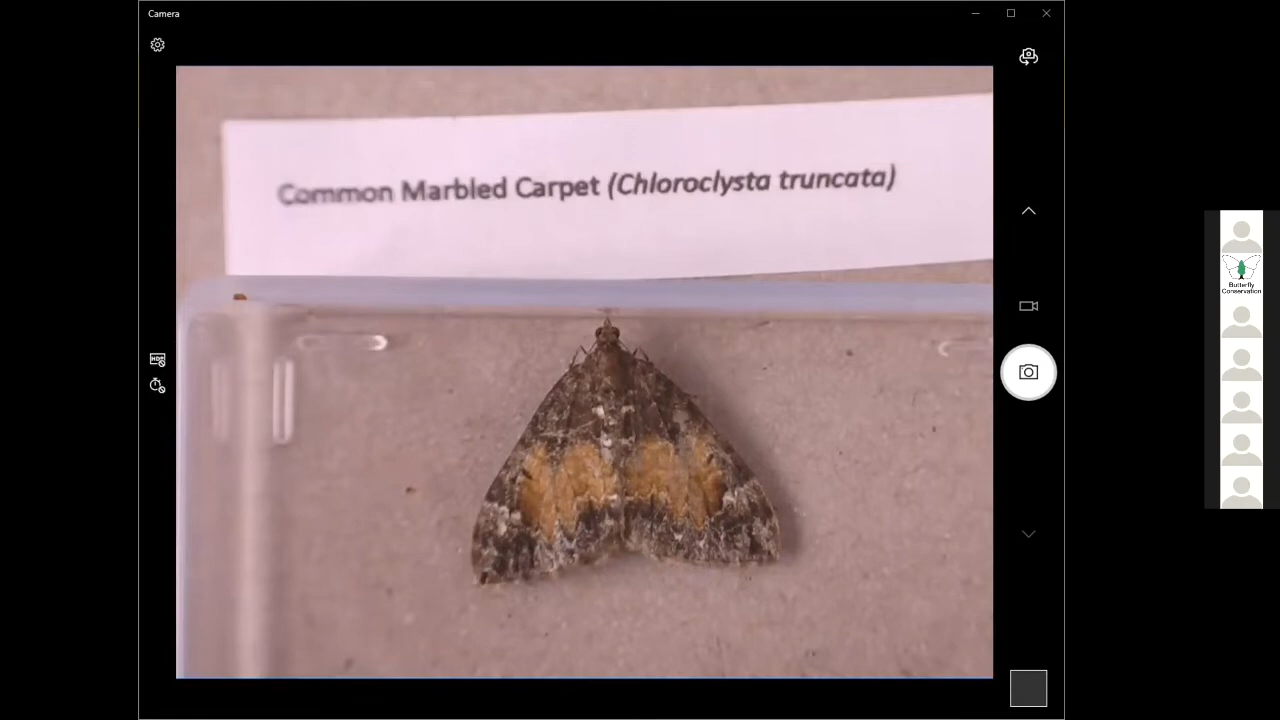 Camera
Common Marbled Carpet (Chloroclysta truncata)
Butterfly
Conservation